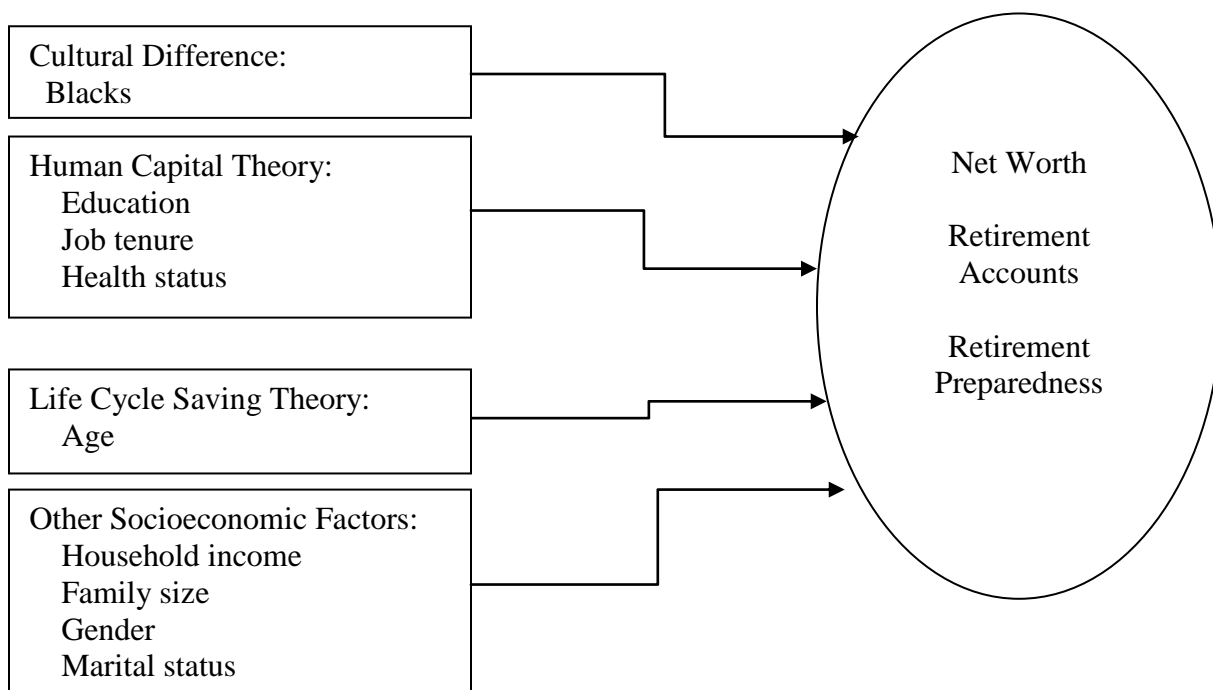 Cultural Difference:
Blacks
Human Capital Theory:
Education
Job tenure
Health status
Life Cycle Saving Theory:
Age
Other Socioeconomic Factors:
Household income
Family size
Gender
Marital status
Net Worth
Retirement
Accounts
Retirement
Preparedness